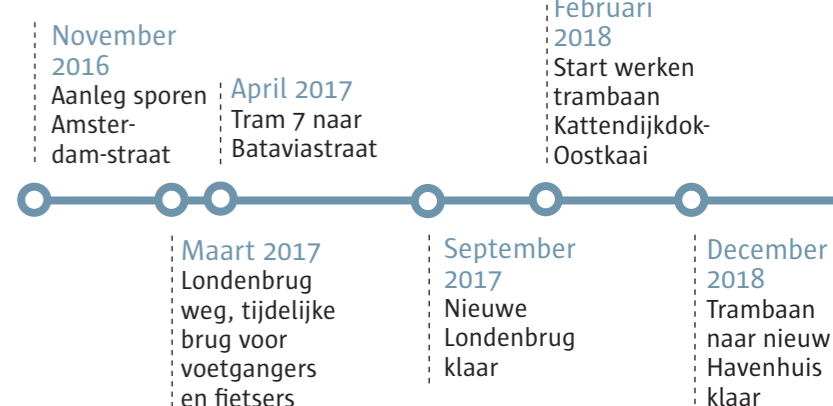 November
2016
Aanleg sporen
Amster-
dam-straat
April 2017
Tram 7 naar
Bataviastraat
Februari
2018
Start werken
trambaan
Kattendijkdok-
Oostkaai
Maart 2017
Londenbrug
weg, tijdelijke
brug voor
voetgangers
en fietsers
September
2017
Nieuwe
Londenbrug
klaar
December
2018
Trambaan
naar nieuw
Havenhuis
klaar